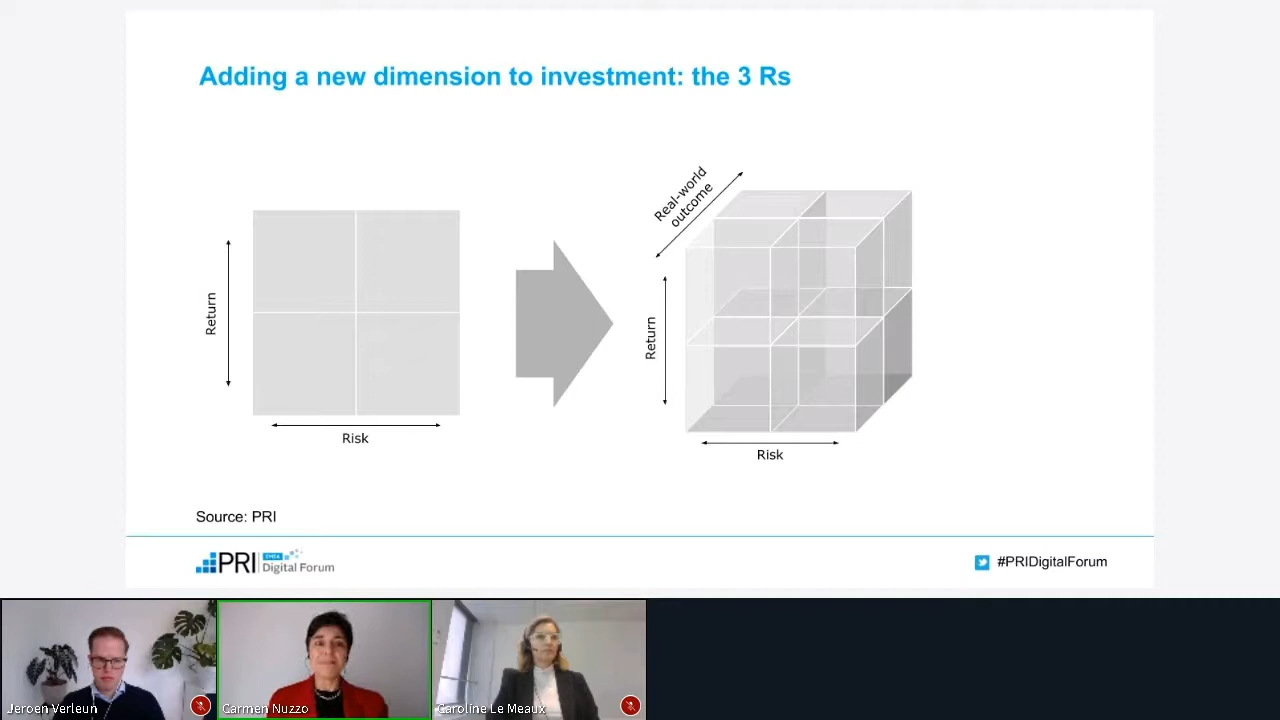 Adding a new dimension to investment: the 3 Rs
Real-world
outcome
Return
Return
Risk
Risk
Source: PRI
PRI
EMEA
Digital Forum
#PRIDigitalForum
Jeroen Verleun
Carmen Nuzzo
Caroline Le Meaux